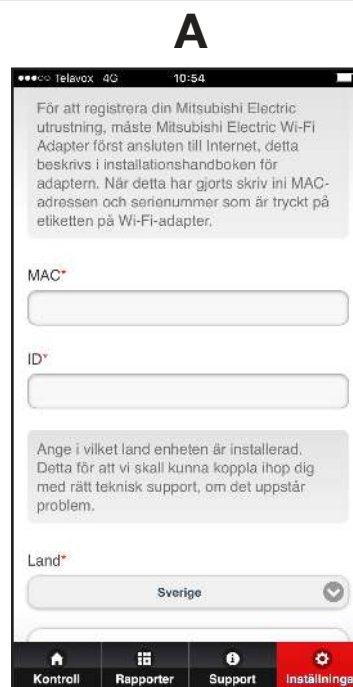 A
Telavox 4G 10:54
För att registrera din Mitsubishi Electric
utrustning, måste Mitsubishi Electric Wi-Fi
Adapter först ansluten till Internet, detta
beskrivs i installationshandboken för
adaptern. När detta har gjorts skriv ini MAC-
adressen och serienummer som är tryckt på
etiketten på Wi-Fi-adapter.
MAC*
ID*
Ange i vilket land enheten är installerad.
Detta för att vi skall kunna koppla ihop dig
med rätt teknisk support, om det uppstår
problem.
Land*
Sverige
Kontroll Rapporter Support Inställninga